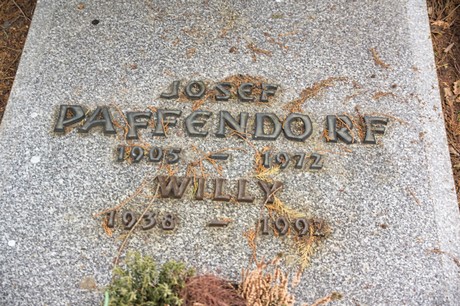 JOSEF
PAFFENDORF
1905 – 1972
WILLY
1938 – 1992